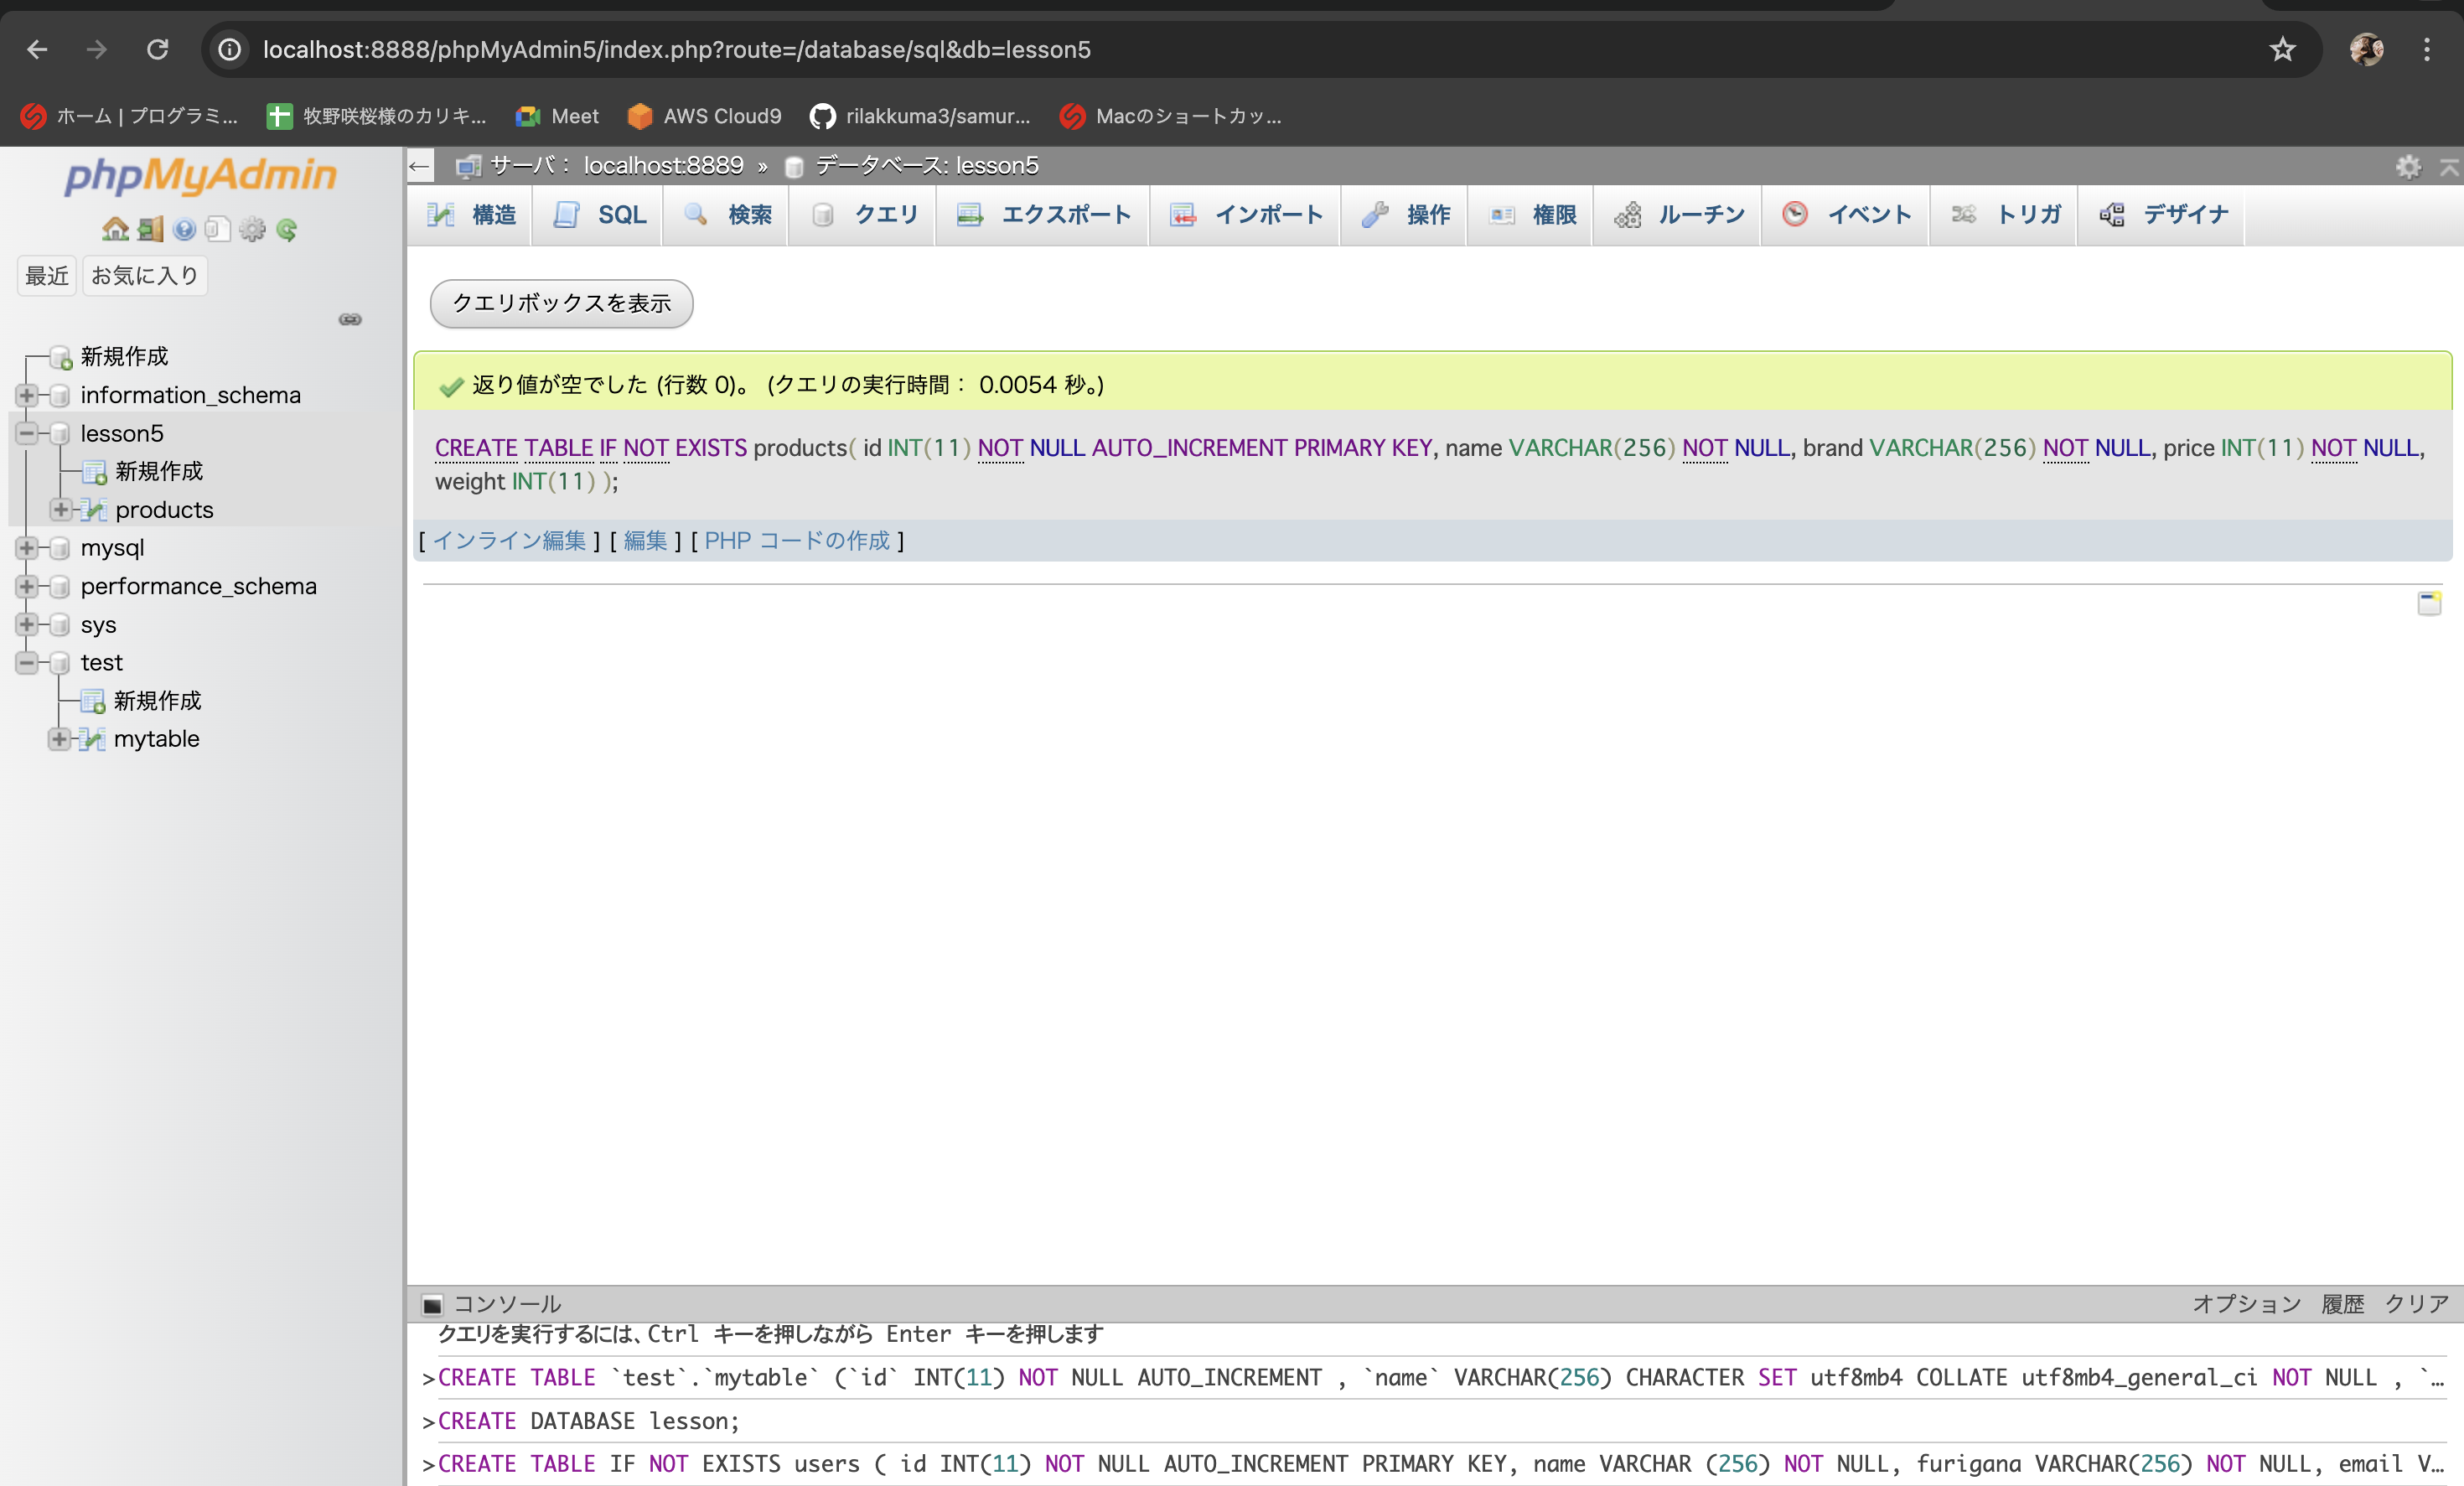 localhost:8888/phpMyAdmin5/index.php?route=/database/sql&db=lesson5
ホーム | プログラミ...
牧野咲桜様のカリキ...
Meet
AWS Cloud9
rilakkuma3/samur...
Macのショートカッ...
phpMyAdmin
最近 お気に入り
新規作成
information_schema
lesson5
新規作成
products
mysql
performance_schema
sys
test
新規作成
mytable
← サーバ: localhost:8889 » データベース: lesson5
構造 SQL 検索 クエリ エクスポート インポート 操作 権限 ルーチン イベント トリガ デザイナ
クエリボックスを表示
返り値が空でした (行数 0)。 (クエリの実行時間: 0.0054 秒。)
CREATE TABLE IF NOT EXISTS products( id INT(11) NOT NULL AUTO_INCREMENT PRIMARY KEY, name VARCHAR(256) NOT NULL, brand VARCHAR(256) NOT NULL, price INT(11) NOT NULL,
weight INT(11) );
[ インライン編集 ] [ 編集 ] [ PHP コードの作成 ]
コンソール オプション 履歴 クリア
クエリを実行するには、Ctrl キーを押しながら Enter キーを押します
>CREATE TABLE `test`.`mytable` (`id` INT(11) NOT NULL AUTO_INCREMENT , `name` VARCHAR(256) CHARACTER SET utf8mb4 COLLATE utf8mb4_general_ci NOT NULL , `…
>CREATE DATABASE lesson;
>CREATE TABLE IF NOT EXISTS users ( id INT(11) NOT NULL AUTO_INCREMENT PRIMARY KEY, name VARCHAR (256) NOT NULL, furigana VARCHAR(256) NOT NULL, email V…